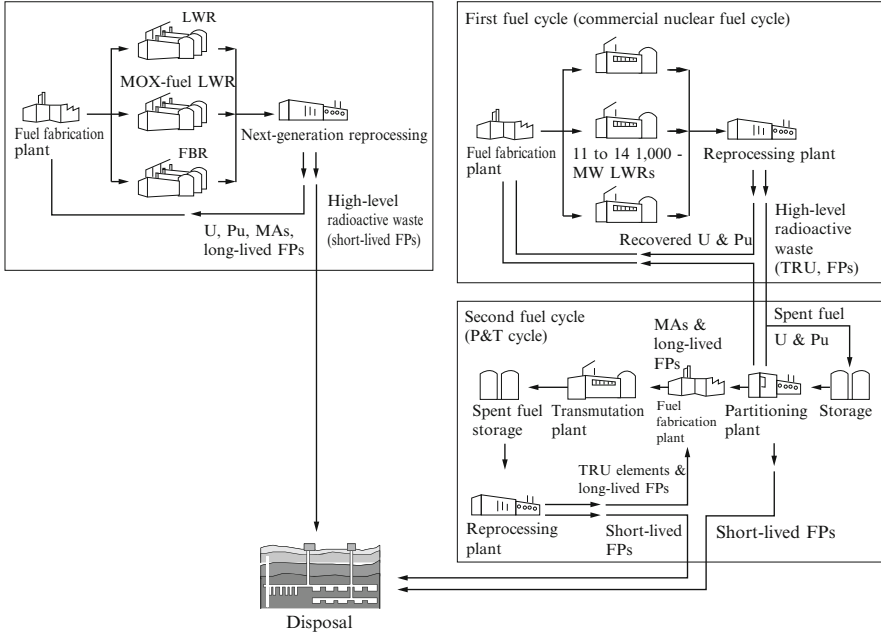 LWR
MOX-fuel LWR
Fuel fabrication
plant
FBR
Next-generation reprocessing
U, Pu, MAs,
long-lived FPs
High-level
radioactive waste
(short-lived FPs)
First fuel cycle (commercial nuclear fuel cycle)
Fuel fabrication
plant
11 to 14 1,000 -
MW LWRs
Reprocessing plant
Recovered U & Pu
High-level
radioactive
waste
(TRU, FPs)
Second fuel cycle
(P&T cycle)
MAs &
long-lived
FPs
Spent fuel
U & Pu
Spent fuel
storage
Transmutation
plant
Fuel
fabrication
plant
Partitioning
plant
Storage
TRU elements &
long-lived FPs
Reprocessing
plant
Short-lived
FPs
Short-lived FPs
Disposal